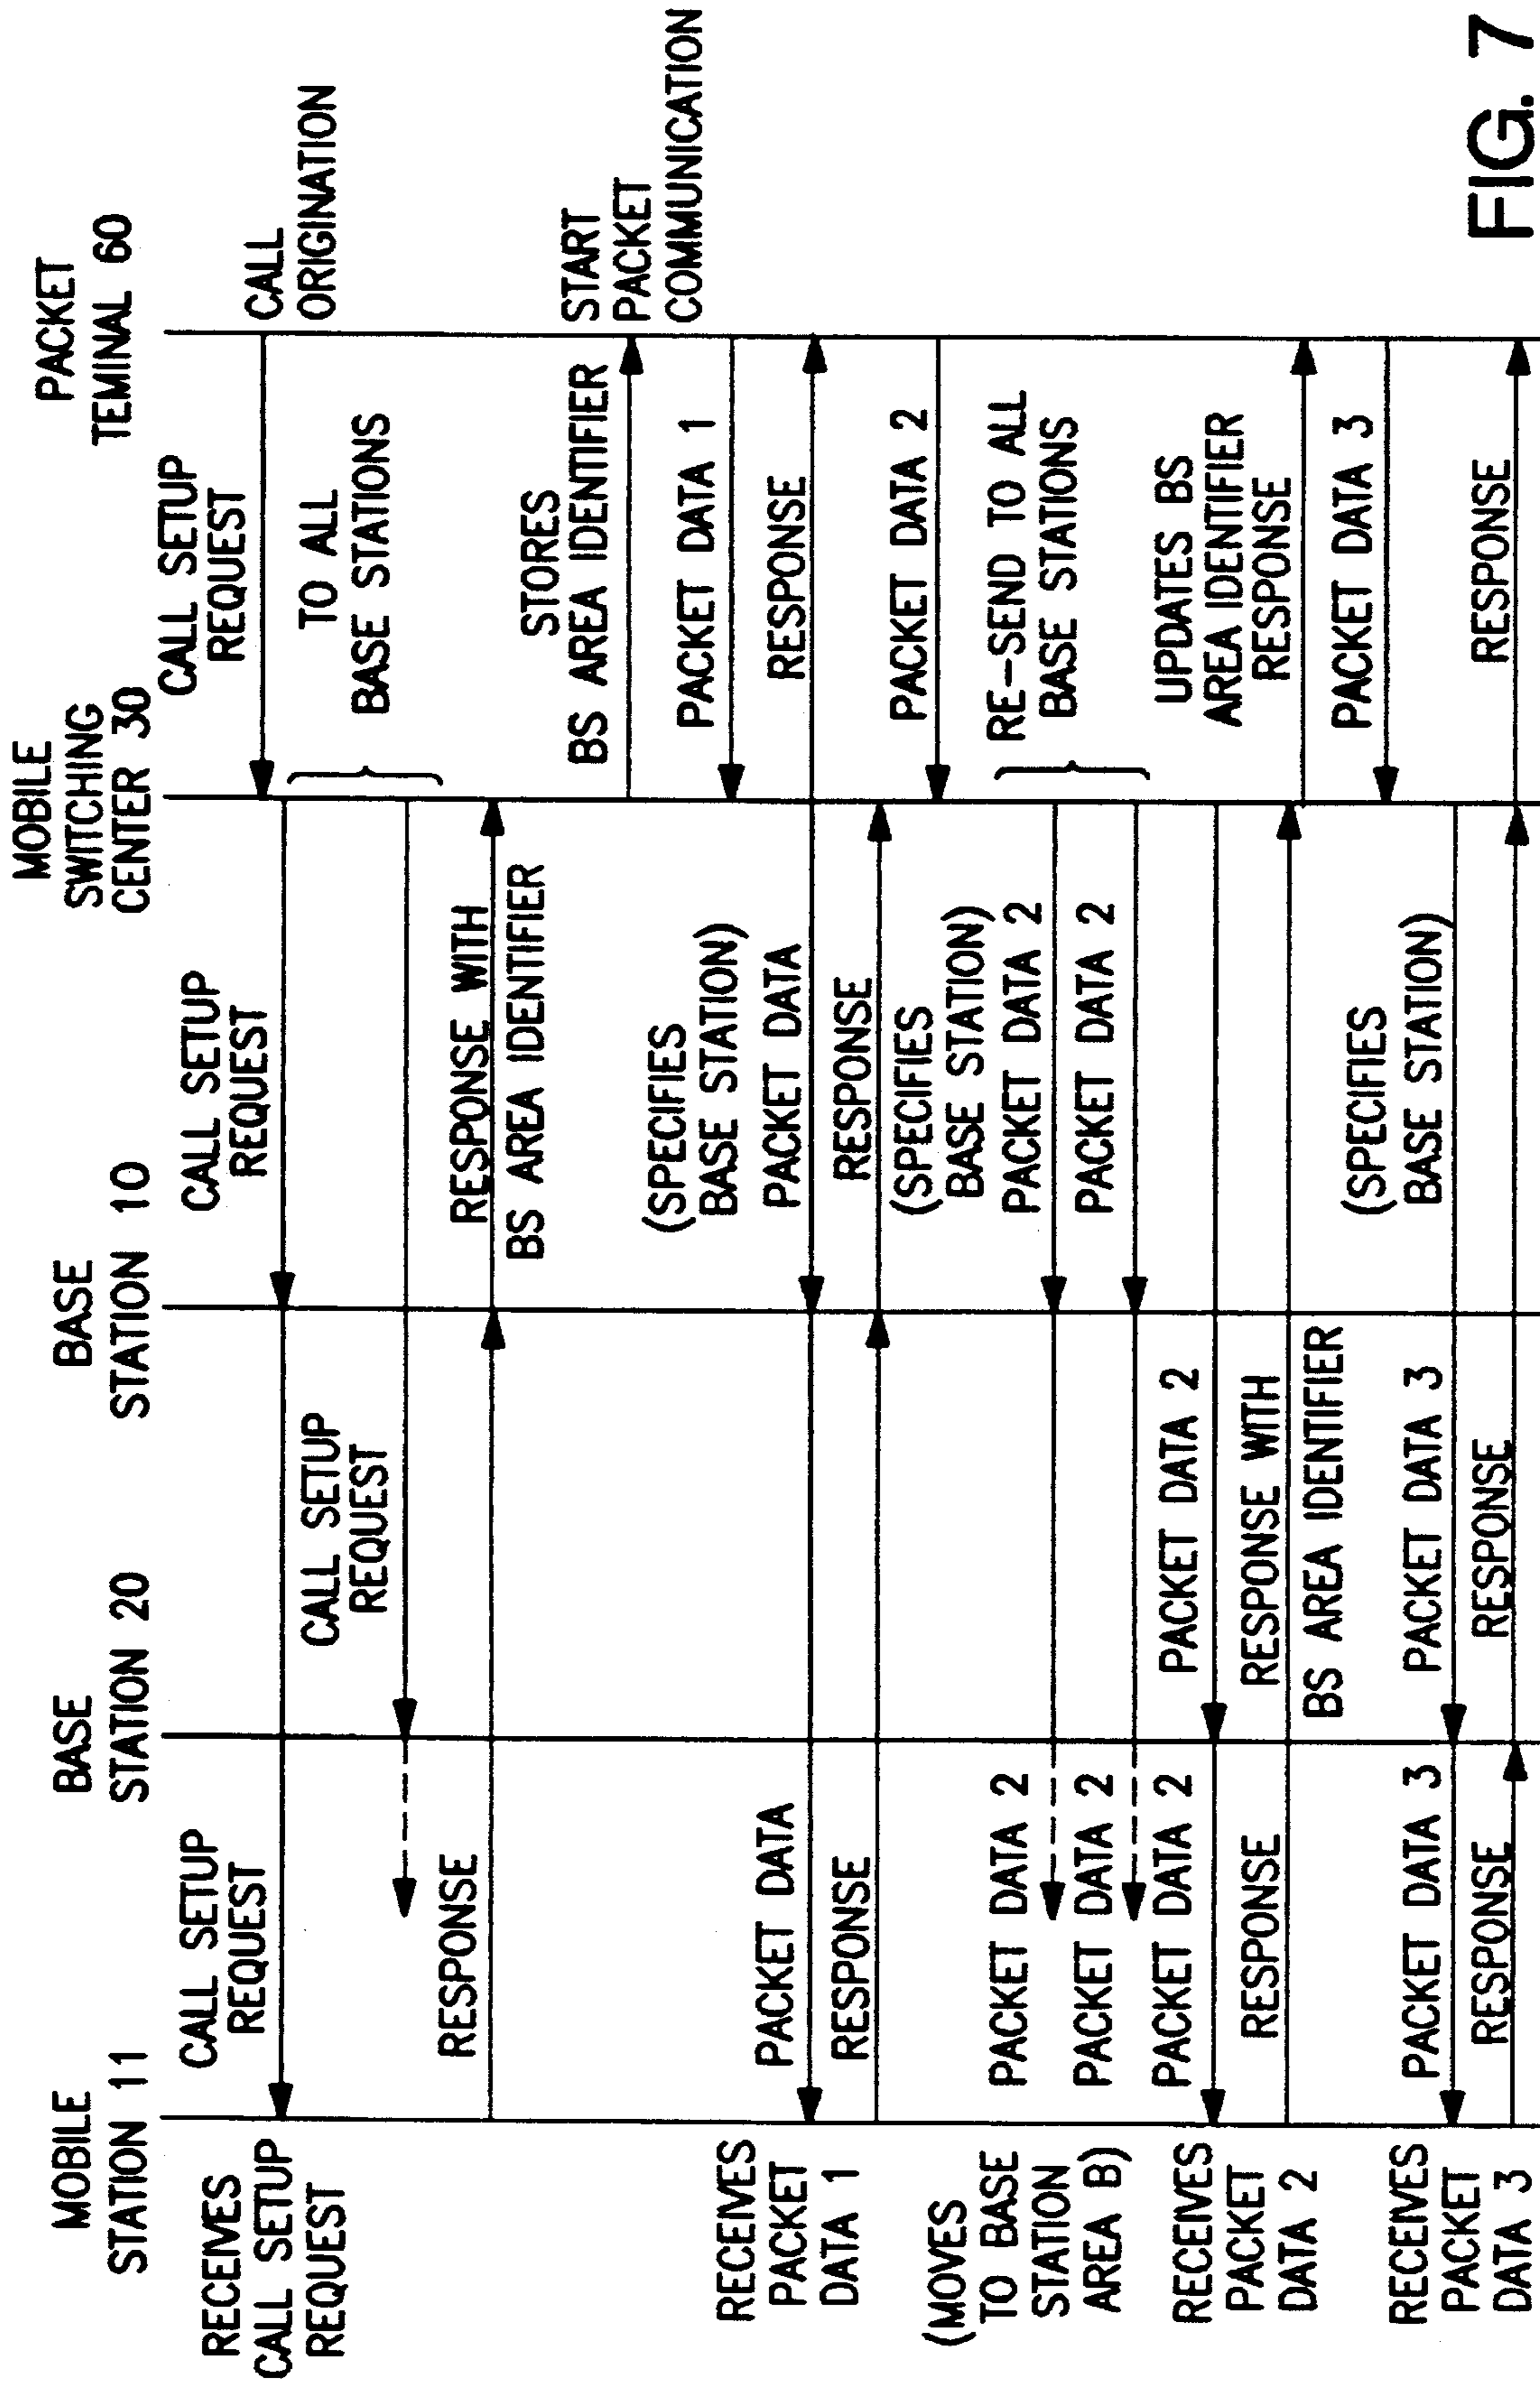 MOBILE
STATION 11
BASE
STATION 20
BASE
STATION 10
MOBILE
SWITCHING
CENTER 30
PACKET
TEMINAL 60
RECEIVES
CALL SETUP
REQUEST
CALL SETUP
REQUEST
CALL SETUP
REQUEST
CALL SETUP
REQUEST
CALL
ORIGINATION
CALL SETUP
REQUEST
TO ALL
BASE STATIONS
RESPONSE
RESPONSE WITH
BS AREA IDENTIFIER
STORES
BS AREA IDENTIFIER
START
PACKET
COMMUNICATION
RECEIVES
PACKET
DATA 1
PACKET DATA
(SPECIFIES
BASE STATION)
PACKET DATA
PACKET DATA 1
RESPONSE
RESPONSE
RESPONSE
(MOVES
TO BASE
STATION
AREA B)
PACKET DATA 2
(SPECIFIES
BASE STATION)
PACKET DATA 2
PACKET DATA 2
PACKET DATA 2
PACKET DATA 2
RE-SEND TO ALL
BASE STATIONS
RECEIVES
PACKET
DATA 2
PACKET DATA 2
PACKET DATA 2
RESPONSE
RESPONSE WITH
BS AREA IDENTIFIER
UPDATES BS
AREA IDENTIFIER
RESPONSE
RECEIVES
PACKET
DATA 3
PACKET DATA 3
PACKET DATA 3
(SPECIFIES
BASE STATION)
PACKET DATA 3
RESPONSE
RESPONSE
RESPONSE
FIG. 7